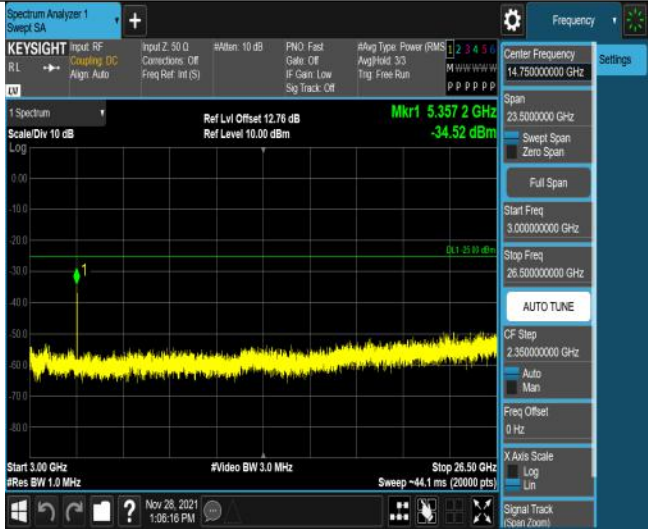 Spectrum Analyzer 1
Swept SA
+
Frequency
KEYSIGHT
RL
LV
Input: RF
Coupling: DC
Align: Auto
Input Z: 50 Ω
Corrections: Off
Freq Ref: Int (S)
#Atten: 10 dB
PNO: Fast
Gate: Off
IF Gain: Low
Sig Track: Off
#Avg Type: Power (RMS
Avg|Hold: 3/3
Trig: Free Run
1 2 3 4 5 6
M W W W W W
P P P P P P
1 Spectrum
Scale/Div 10 dB
Log
Ref Lvl Offset 12.76 dB
Ref Level 10.00 dBm
Mkr1 5.357 2 GHz
-34.52 dBm
0.00
-10.0
-20.0
DL1 -25.00 dBm
-30.0
1
-40.0
-50.0
-60.0
-70.0
-80.0
Start 3.00 GHz
#Res BW 1.0 MHz
#Video BW 3.0 MHz
Stop 26.50 GHz
Sweep ~44.1 ms (20000 pts)
?
Nov 28, 2021
1:06:16 PM
Center Frequency
14.750000000 GHz
Settings
Span
23.5000000 GHz
Swept Span
Zero Span
Full Span
Start Freq
3.000000000 GHz
Stop Freq
26.500000000 GHz
AUTO TUNE
CF Step
2.350000000 GHz
Auto
Man
Freq Offset
0 Hz
X Axis Scale
Log
Lin
Signal Track
(Span Zoom)